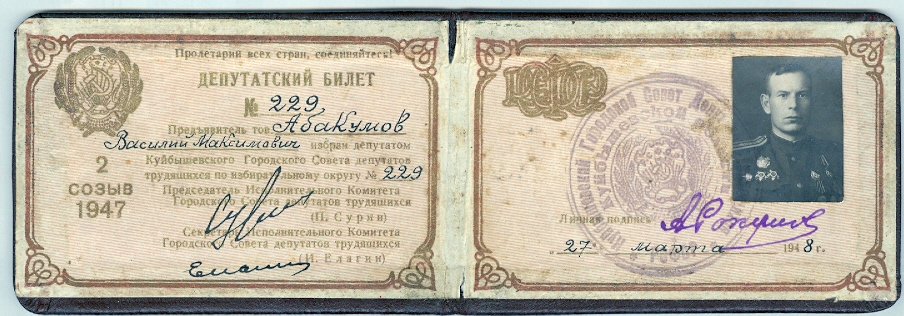 Пролетарии всех стран, соединяйтесь!
ДЕПУТАТСКИЙ БИЛЕТ
№ 229
Предъявитель тов. Абакумов
Василий Максимович избран депутатом
Куйбышевского Городского Совета депутатов
трудящихся по избирательному округу № 229
Председатель Исполнительного Комитета
Городского Совета депутатов трудящихся
(П. Сурин)
Секретарь Исполнительного Комитета
Городского Совета депутатов трудящихся
(И. Елагин)
2
СОЗЫВ
1947
РСФСР
Городской Совет
Личная подпись
"27" марта 1948 г.